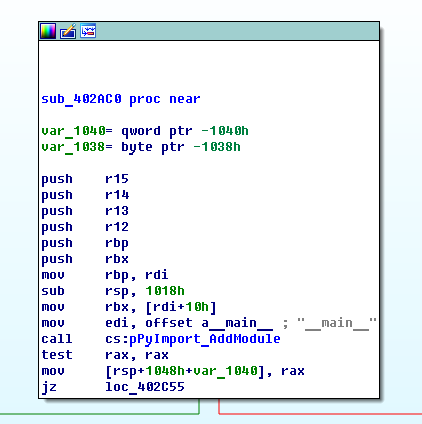 sub_402AC0 proc near
var_1040= qword ptr -1040h
var_1038= byte ptr -1038h
push    r15
push    r14
push    r13
push    r12
push    rbp
push    rbx
mov     rbp, rdi
sub     rsp, 1018h
mov     rbx, [rdi+10h]
mov     edi, offset a__main__ ; "__main__"
call    cs:pPyImport_AddModule
test    rax, rax
mov     [rsp+1048h+var_1040], rax
jz      loc_402C55